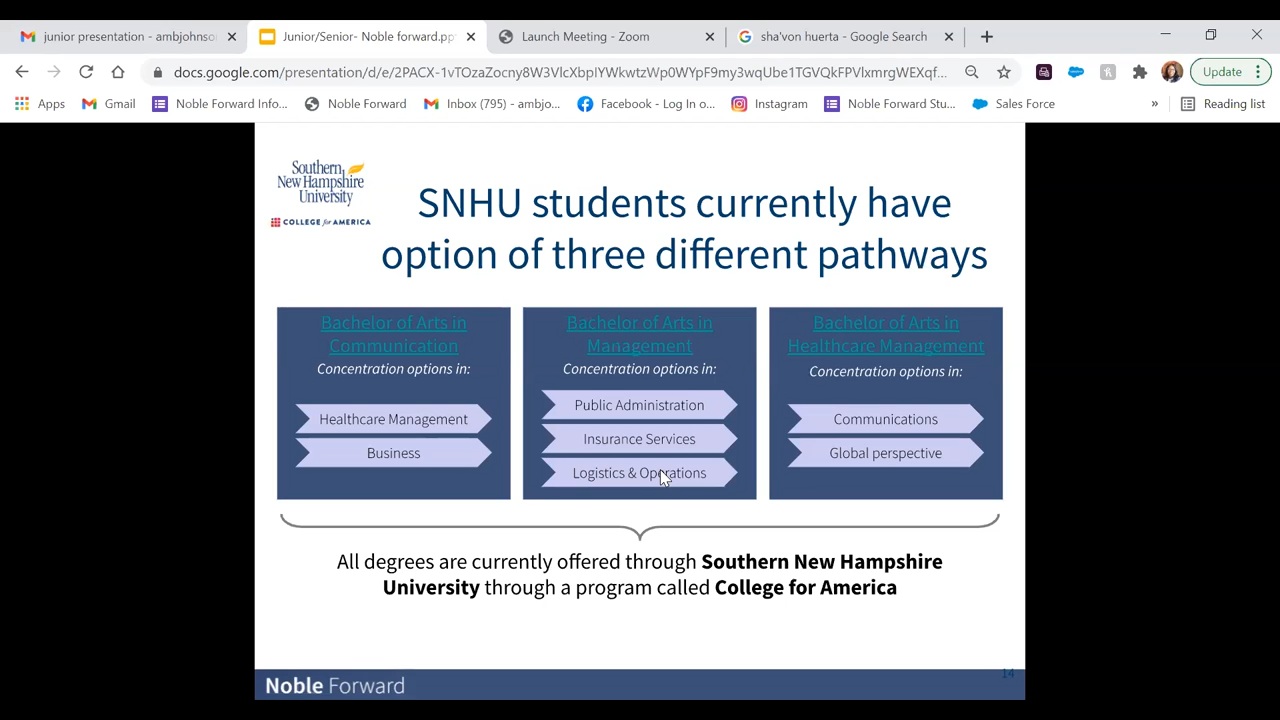 junior presentation - ambjohnso
Junior/Senior- Noble forward.pp
Launch Meeting - Zoom
sha'von huerta - Google Search
docs.google.com/presentation/d/e/2PACX-1vTOzaZocny8W3VlcXbpIYWkwtzWp0WYpF9my3wqUbe1TGVQkFPVlxmrgWEXqf...
Update
Apps
Gmail
Noble Forward Info...
Noble Forward
Inbox (795) - ambjo...
Facebook - Log In o...
Instagram
Noble Forward Stu...
Sales Force
»
Reading list
Southern
New Hampshire
University
COLLEGE for AMERICA
SNHU students currently have
option of three different pathways
Bachelor of Arts in
Communication
Concentration options in:
Healthcare Management
Business
Bachelor of Arts in
Management
Concentration options in:
Public Administration
Insurance Services
Logistics & Operations
Bachelor of Arts in
Healthcare Management
Concentration options in:
Communications
Global perspective
All degrees are currently offered through Southern New Hampshire
University through a program called College for America
14
Noble Forward